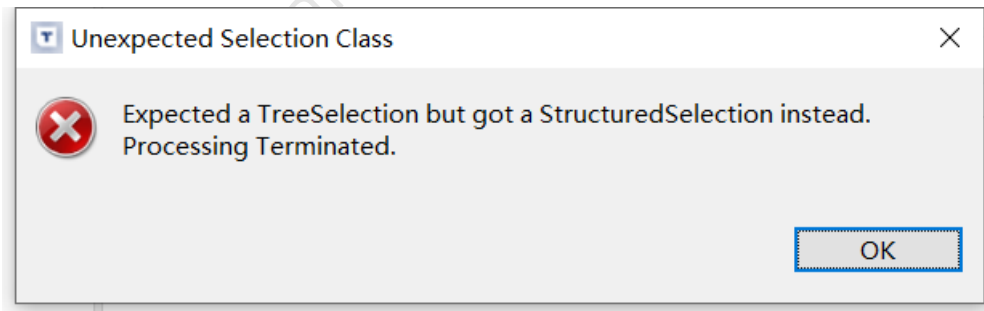 Unexpected Selection Class
Expected a TreeSelection but got a StructuredSelection instead.
Processing Terminated.
OK